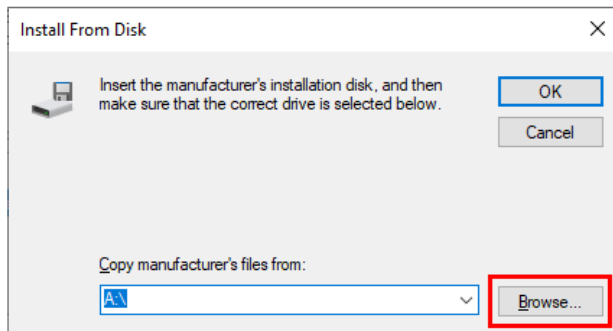 Install From Disk
Insert the manufacturer's installation disk, and then
make sure that the correct drive is selected below.
OK
Cancel
Copy manufacturer's files from:
A:\
Browse...